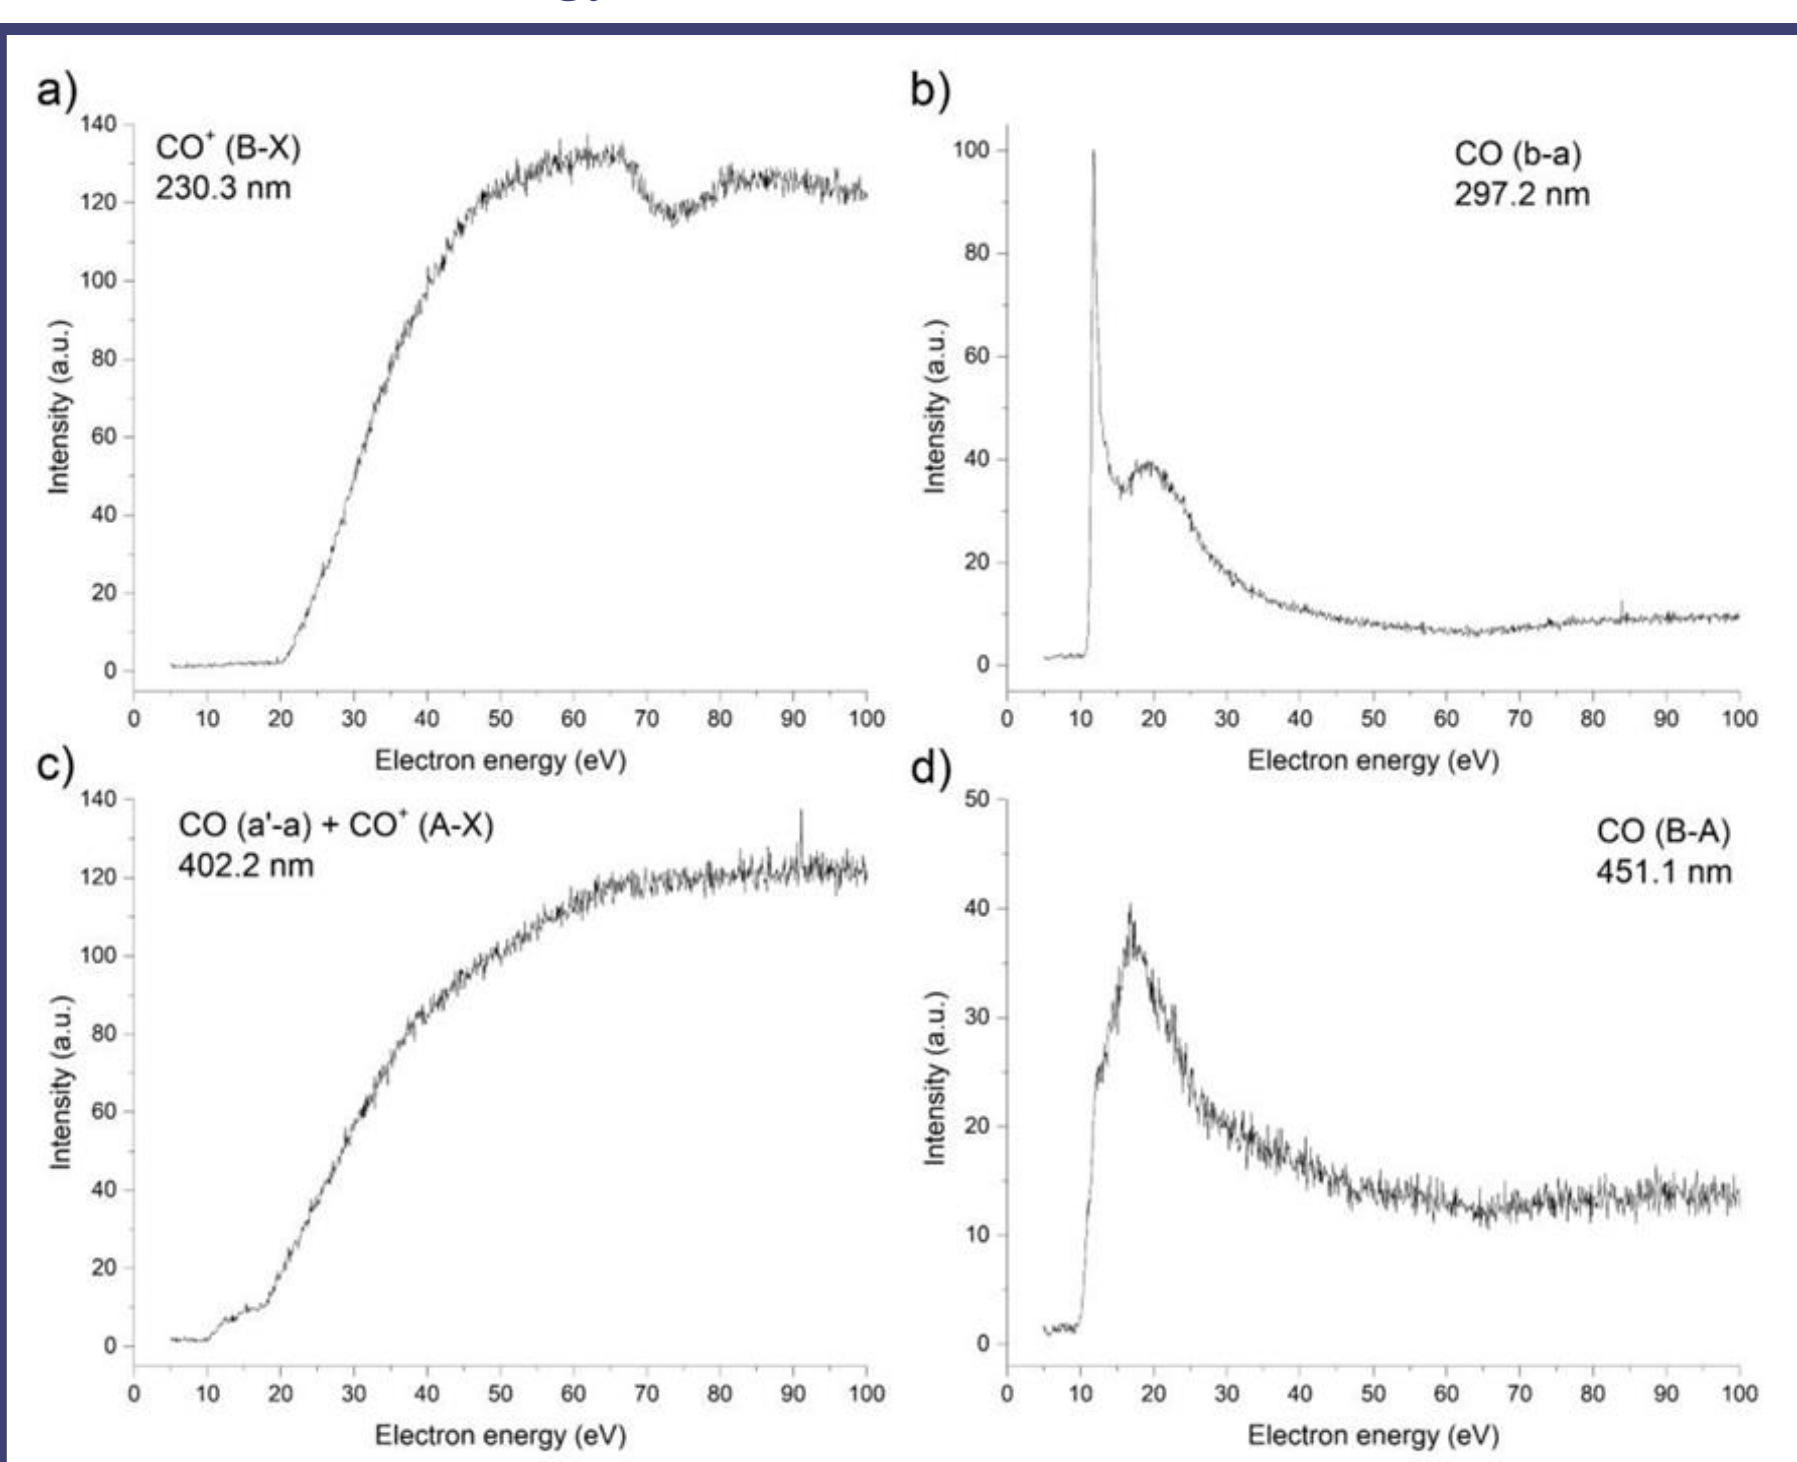 a)
CO⁺ (B-X)
230.3 nm
140
120
100
80
60
40
20
0
Intensity (a.u.)
0 10 20 30 40 50 60 70 80 90 100
Electron energy (eV)
b)
CO (b-a)
297.2 nm
100
80
60
40
20
0
Intensity (a.u.)
0 10 20 30 40 50 60 70 80 90 100
Electron energy (eV)
c)
CO (a'-a) + CO⁺ (A-X)
402.2 nm
140
120
100
80
60
40
20
0
Intensity (a.u.)
0 10 20 30 40 50 60 70 80 90 100
Electron energy (eV)
d)
CO (B-A)
451.1 nm
50
40
30
20
10
0
Intensity (a.u.)
0 10 20 30 40 50 60 70 80 90 100
Electron energy (eV)